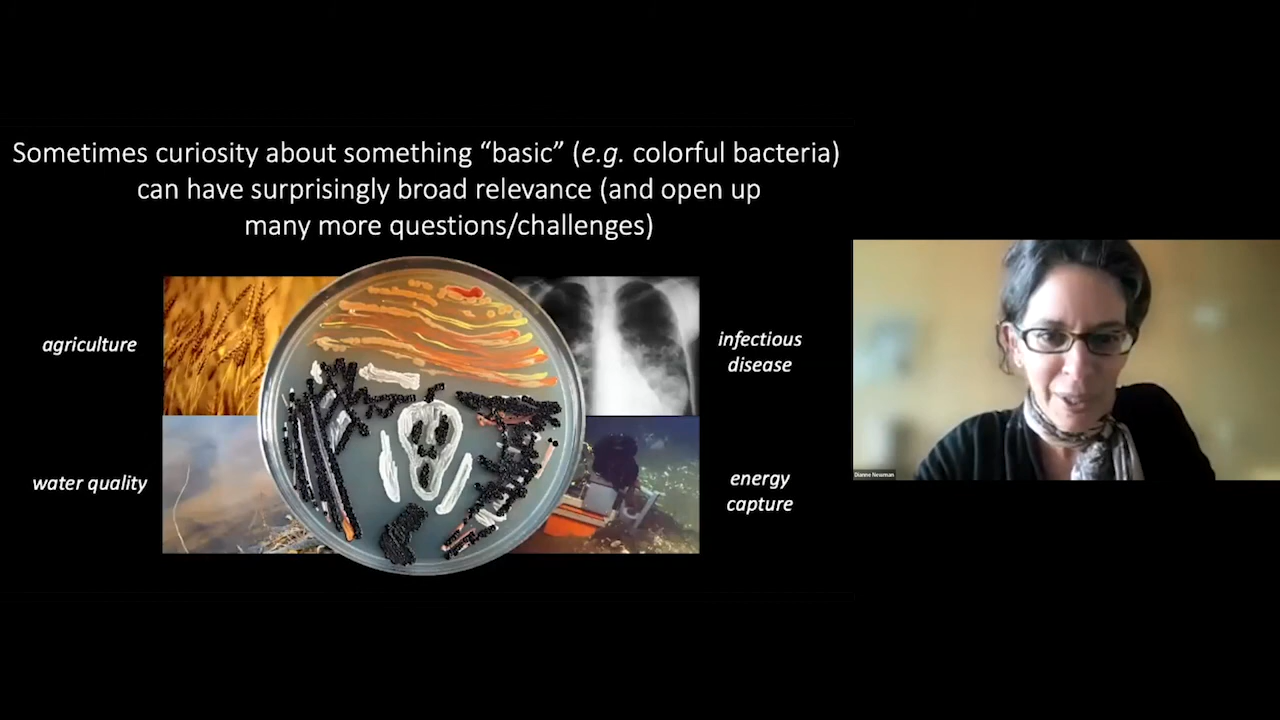 Sometimes curiosity about something “basic” (e.g. colorful bacteria)
can have surprisingly broad relevance (and open up
many more questions/challenges)
agriculture
infectious
disease
water quality
energy
capture
Dianne Newman